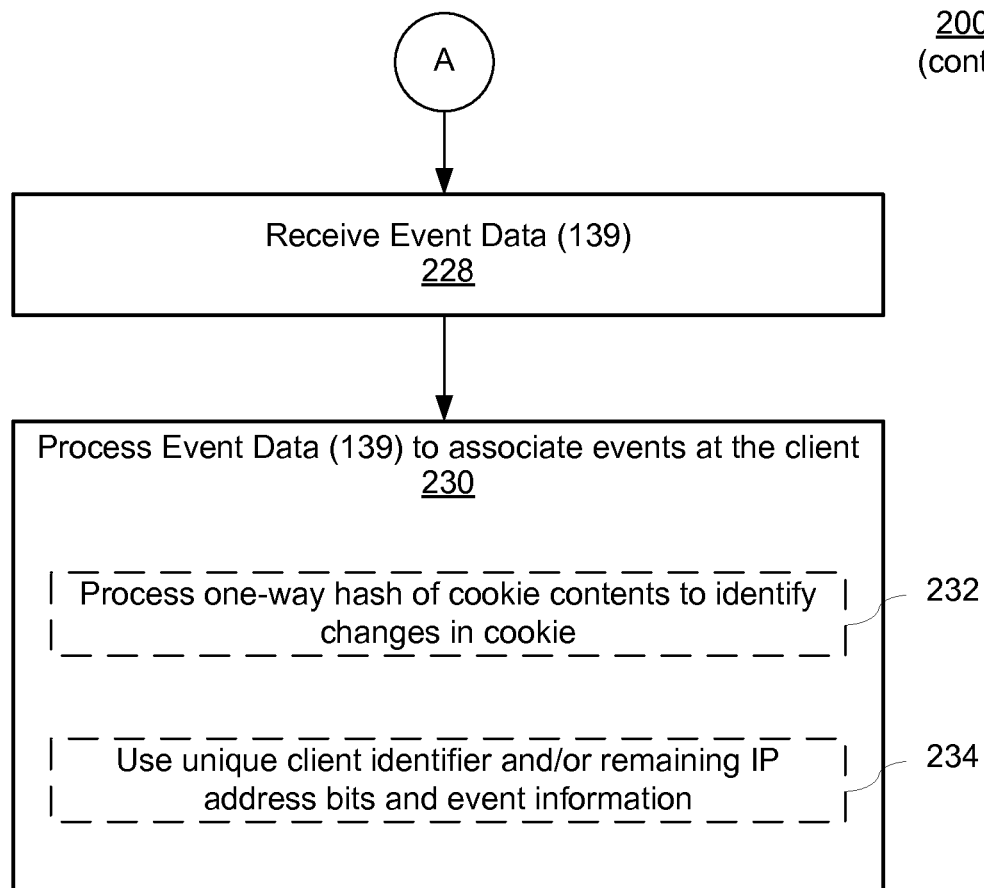 200
(cont
A
Receive Event Data (139)
228
Process Event Data (139) to associate events at the client
230
Process one-way hash of cookie contents to identify
changes in cookie
232
Use unique client identifier and/or remaining IP
address bits and event information
234